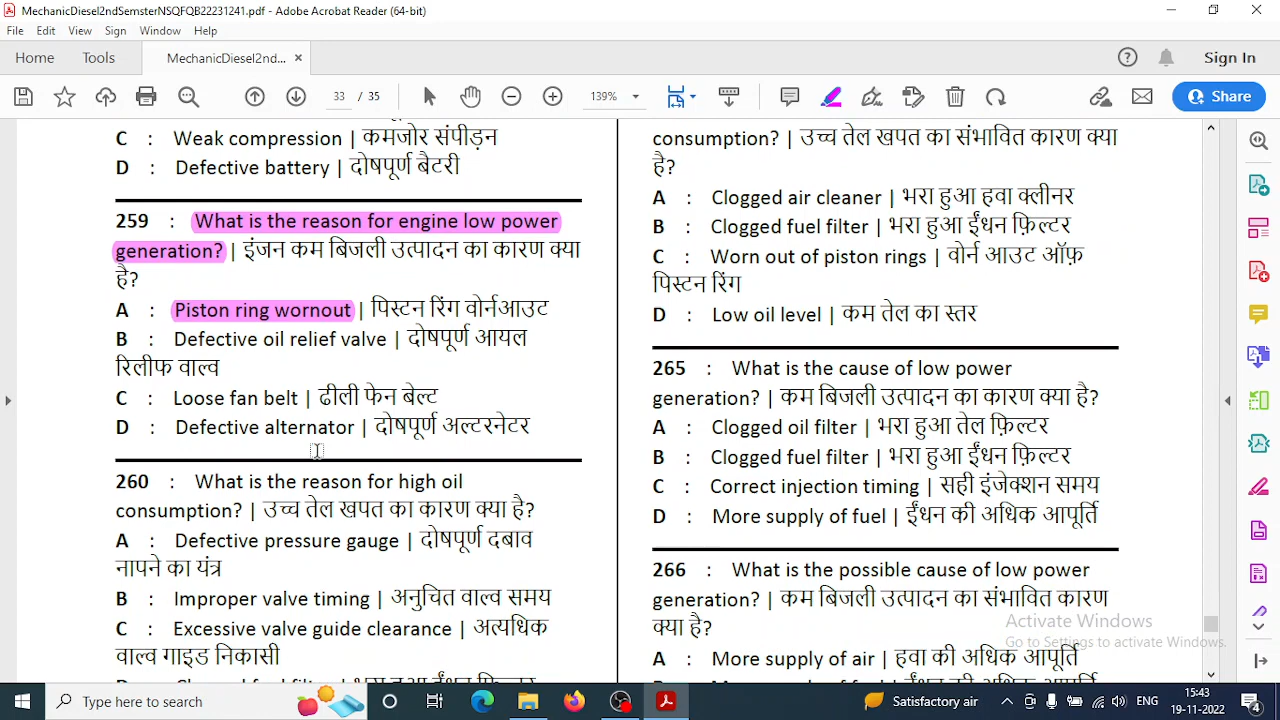 MechanicDiesel2ndSemsterNSQFQB22231241.pdf - Adobe Acrobat Reader (64-bit)
File Edit View Sign Window Help
Home Tools MechanicDiesel2nd... × Sign In
33 / 35 139% Share
C : Weak compression | कमजोर संपीड़न
D : Defective battery | दोषपूर्ण बैटरी
259 : What is the reason for engine low power
generation? | इंजन कम बिजली उत्पादन का कारण क्या
है?
A : Piston ring wornout | पिस्टन रिंग वोर्नआउट
B : Defective oil relief valve | दोषपूर्ण आयल
रिलीफ वाल्व
C : Loose fan belt | ढीली फेन बेल्ट
D : Defective alternator | दोषपूर्ण अल्टरनेटर
260 : What is the reason for high oil
consumption? | उच्च तेल खपत का कारण क्या है?
A : Defective pressure gauge | दोषपूर्ण दबाव
नापने का यंत्र
B : Improper valve timing | अनुचित वाल्व समय
C : Excessive valve guide clearance | अत्यधिक
वाल्व गाइड निकासी
consumption? | उच्च तेल खपत का संभावित कारण क्या
है?
A : Clogged air cleaner | भरा हुआ हवा क्लीनर
B : Clogged fuel filter | भरा हुआ ईंधन फ़िल्टर
C : Worn out of piston rings | वोर्न आउट ऑफ़
पिस्टन रिंग
D : Low oil level | कम तेल का स्तर
265 : What is the cause of low power
generation? | कम बिजली उत्पादन का कारण क्या है?
A : Clogged oil filter | भरा हुआ तेल फ़िल्टर
B : Clogged fuel filter | भरा हुआ ईंधन फ़िल्टर
C : Correct injection timing | सही इंजेक्शन समय
D : More supply of fuel | ईंधन की अधिक आपूर्ति
266 : What is the possible cause of low power
generation? | कम बिजली उत्पादन का संभावित कारण
क्या है?
A : More supply of air | हवा की अधिक आपूर्ति
Activate Windows
Go to Settings to activate Windows.
Type here to search Satisfactory air ENG 15:43
19-11-2022 4